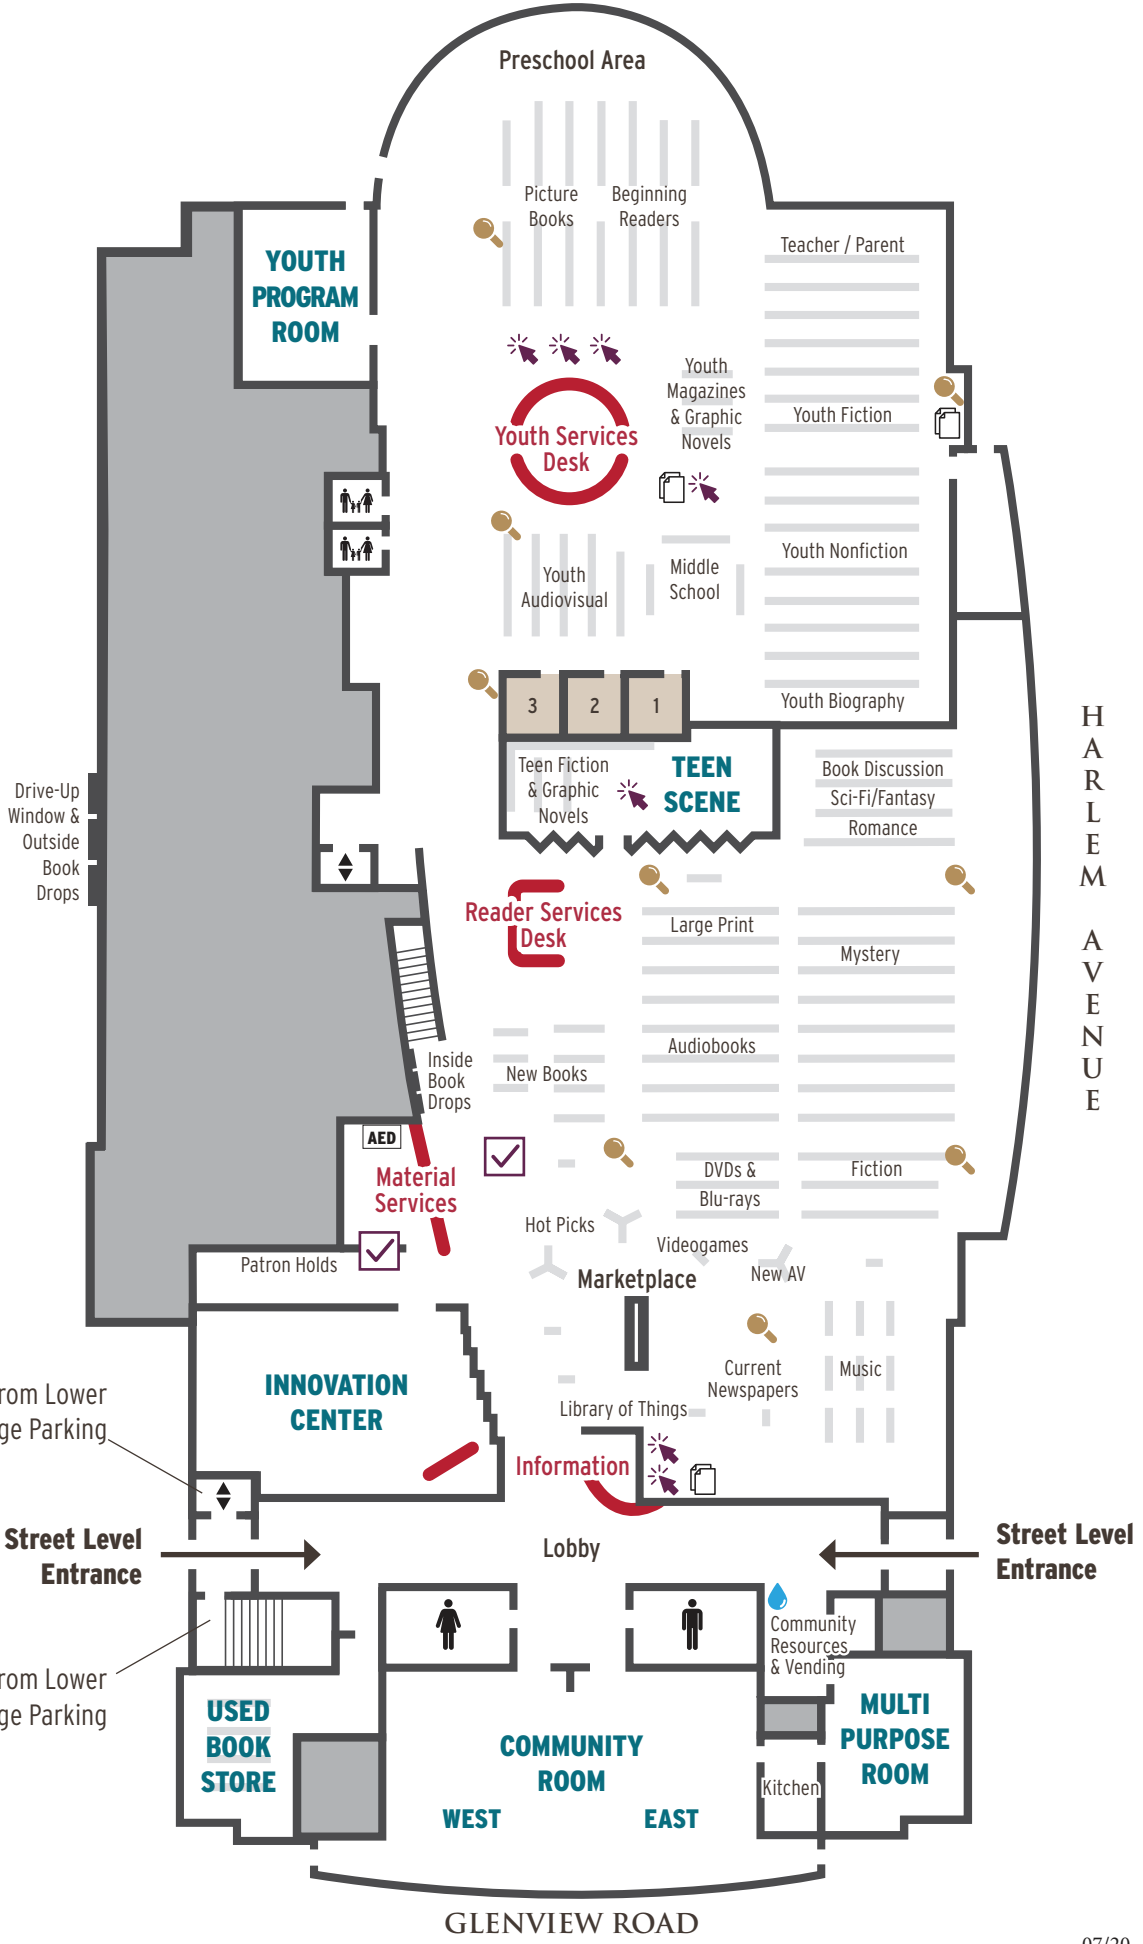 Preschool Area
Picture
Books
Beginning
Readers
Teacher / Parent
YOUTH
PROGRAM
ROOM
Youth
Magazines
& Graphic
Novels
Youth Fiction
Youth Services
Desk
Youth Nonfiction
Youth
Audiovisual
Middle
School
3
2
1
Youth Biography
Teen Fiction
& Graphic
Novels
TEEN
SCENE
Book Discussion
Sci-Fi/Fantasy
Romance
HARLEM AVENUE
Drive-Up
Window &
Outside
Book
Drops
Reader Services
Desk
Large Print
Mystery
Audiobooks
Inside
Book
Drops
New Books
AED
Material
Services
DVDs &
Blu-rays
Fiction
Hot Picks
Patron Holds
Videogames
New AV
Marketplace
Current
Newspapers
Music
INNOVATION
CENTER
rom Lower
ge Parking
Library of Things
Information
Street Level
Entrance
Lobby
Street Level
Entrance
Community
Resources
& Vending
rom Lower
ge Parking
USED
BOOK
STORE
COMMUNITY
ROOM
WEST
EAST
Kitchen
MULTI
PURPOSE
ROOM
GLENVIEW ROAD